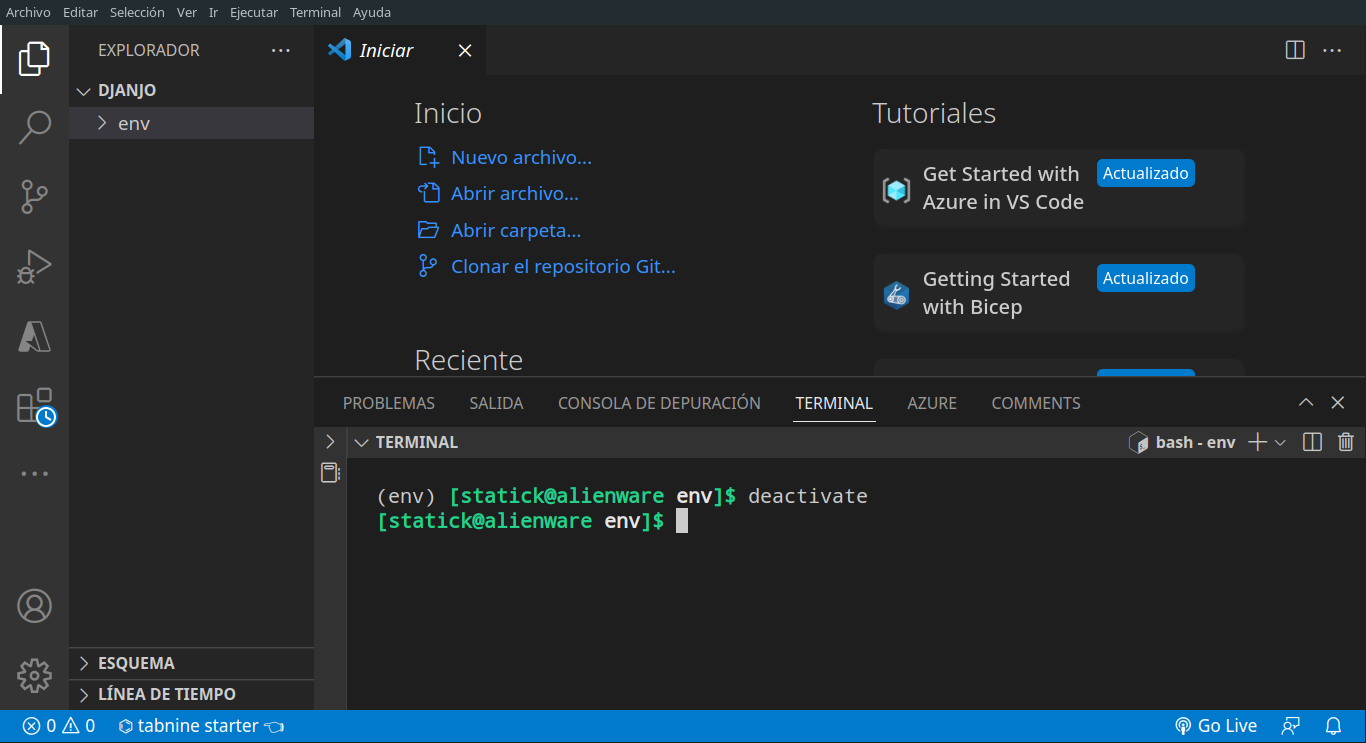 Archivo Editar Selección Ver Ir Ejecutar Terminal Ayuda
EXPLORADOR
DJANJO
env
ESQUEMA
LÍNEA DE TIEMPO
Iniciar
Inicio
Nuevo archivo...
Abrir archivo...
Abrir carpeta...
Clonar el repositorio Git...
Reciente
Tutoriales
Get Started with
Azure in VS Code
Actualizado
Getting Started
with Bicep
Actualizado
PROBLEMAS SALIDA CONSOLA DE DEPURACIÓN TERMINAL AZURE COMMENTS
TERMINAL
bash - env
(env) [statick@alienware env]$ deactivate
[statick@alienware env]$
0 0 tabnine starter
Go Live